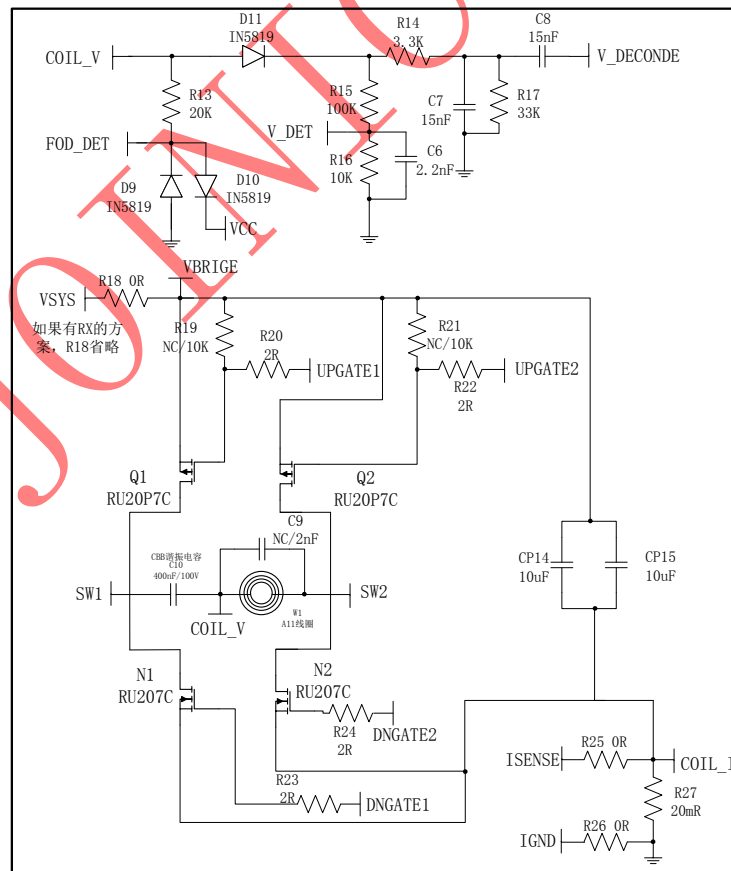 D11
IN5819
COIL_V
R14
3.3K
C8
15nF
V_DECONDE
R13
20K
R15
100K
C7
15nF
R17
33K
FOD_DET
V_DET
R16
10K
C6
2.2nF
D9
IN5819
D10
IN5819
VCC
VBRIGE
R18 0R
VSYS
如果有RX的方
案，R18省略
R19
NC/10K
R20
2R
UPGATE1
R21
NC/10K
R22
2R
UPGATE2
Q1
RU20P7C
Q2
RU20P7C
C9
NC/2nF
CBB谐振电容
C10
400nF/100V
SW1
SW2
COIL_V
W1
A11线圈
CP14
10uF
CP15
10uF
N1
RU207C
N2
RU207C
R24
2R
DNGATE2
R23
2R
DNGATE1
ISENSE
R25 0R
COIL_I
R27
20mR
IGND
R26 0R